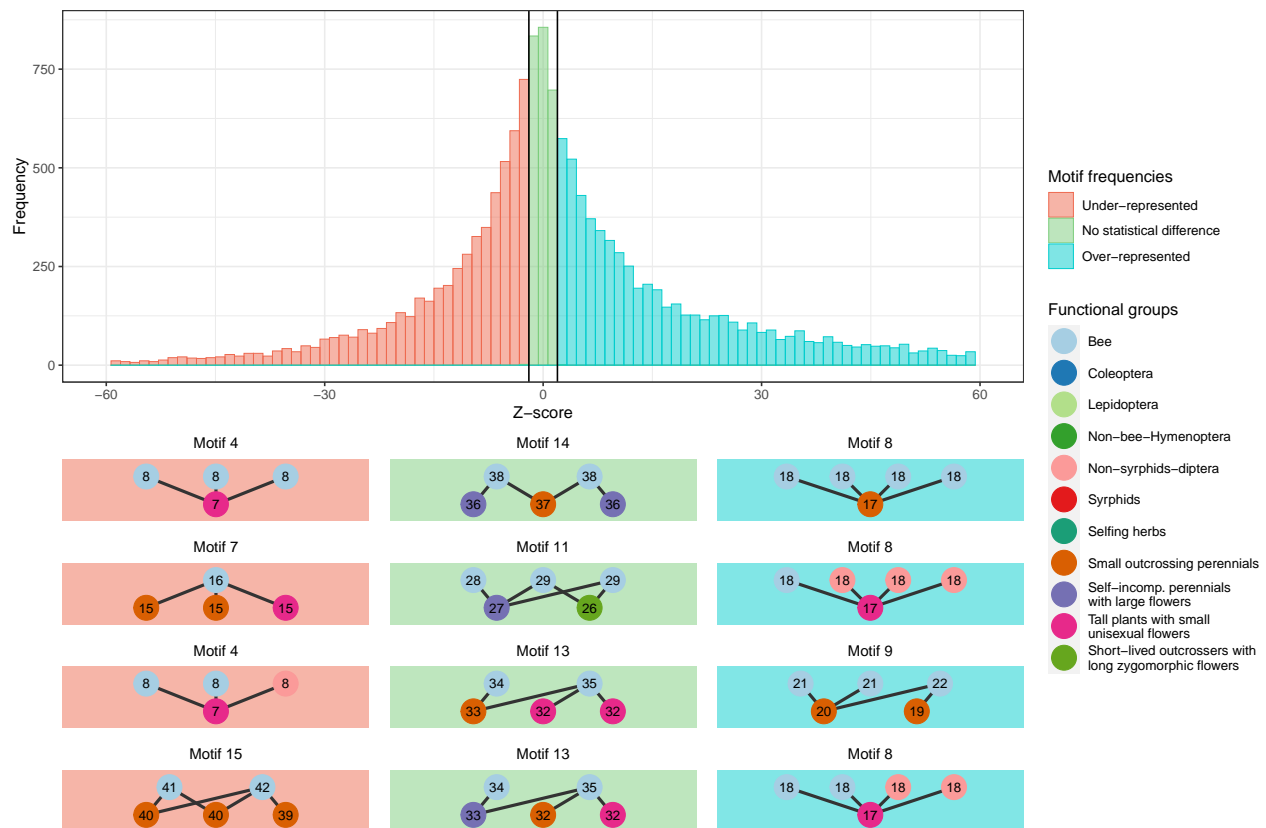 750
500
250
0
Frequency
−60
−30
0
30
60
Z−score
Motif frequencies
Under−represented
No statistical difference
Over−represented
Functional groups
Bee
Coleoptera
Lepidoptera
Non−bee−Hymenoptera
Non−syrphids−diptera
Syrphids
Selfing herbs
Small outcrossing perennials
Self−incomp. perennials
with large flowers
Tall plants with small
unisexual flowers
Short−lived outcrossers with
long zygomorphic flowers
Motif 4
8 8 8
7
Motif 14
38 38
36 37 36
Motif 8
18 18 18 18
17
Motif 7
16
15 15 15
Motif 11
28 29 29
27 26
Motif 8
18 18 18 18
17
Motif 4
8 8 8
7
Motif 13
34 35
33 32 32
Motif 9
21 21 22
20 19
Motif 15
41 42
40 40 39
Motif 13
34 35
33 32 32
Motif 8
18 18 18 18
17